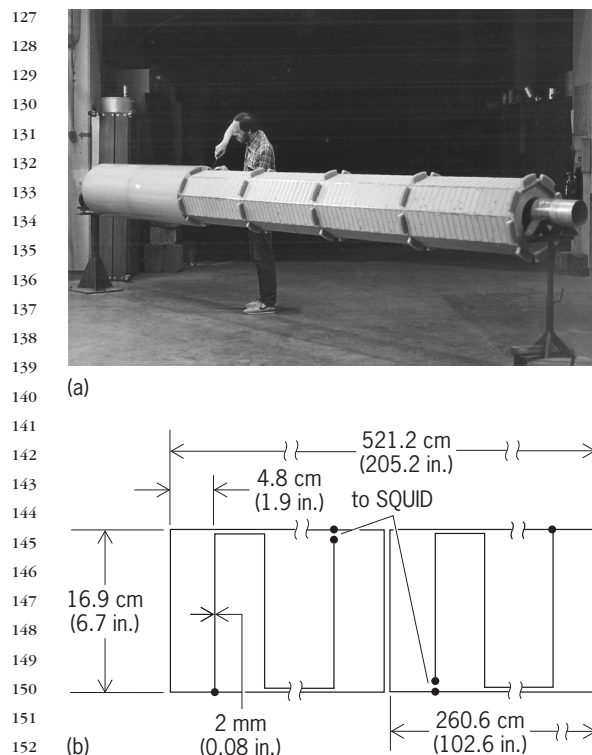 127
128
129
130
131
132
133
134
135
136
137
138
139
(a)
140
141
142
143
144
145
146
147
148
149
150
151
152
521.2 cm
(205.2 in.)
4.8 cm
(1.9 in.)
to SQUID
16.9 cm
(6.7 in.)
2 mm
(0.08 in.)
260.6 cm
(102.6 in.)
(b)